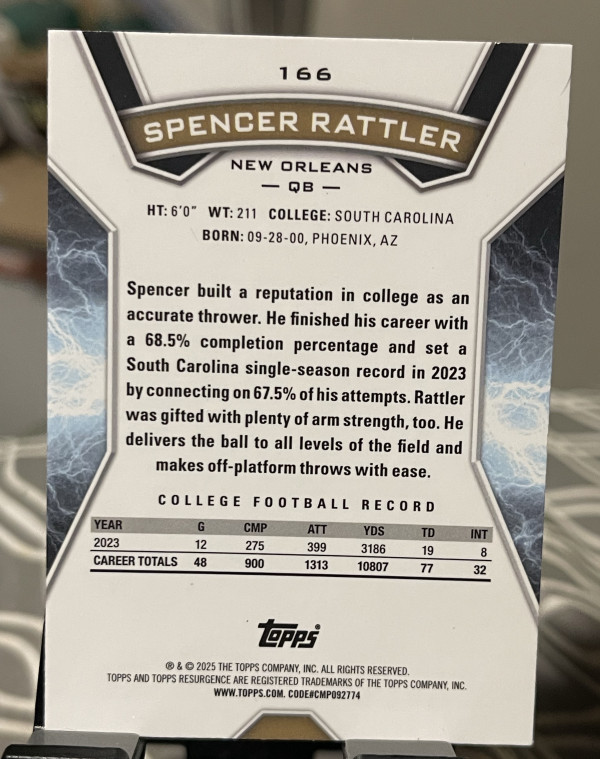 166
SPENCER RATTLER
NEW ORLEANS
— QB —
HT: 6'0" WT: 211 COLLEGE: SOUTH CAROLINA
BORN: 09-28-00, PHOENIX, AZ
Spencer built a reputation in college as an
accurate thrower. He finished his career with
a 68.5% completion percentage and set a
South Carolina single-season record in 2023
by connecting on 67.5% of his attempts. Rattler
was gifted with plenty of arm strength, too. He
delivers the ball to all levels of the field and
makes off-platform throws with ease.
COLLEGE FOOTBALL RECORD
YEAR G CMP ATT YDS TD INT
2023 12 275 399 3186 19 8
CAREER TOTALS 48 900 1313 10807 77 32
topps®
® & © 2025 THE TOPPS COMPANY, INC. ALL RIGHTS RESERVED.
TOPPS AND TOPPS RESURGENCE ARE REGISTERED TRADEMARKS OF THE TOPPS COMPANY, INC.
WWW.TOPPS.COM. CODE#CMP092774